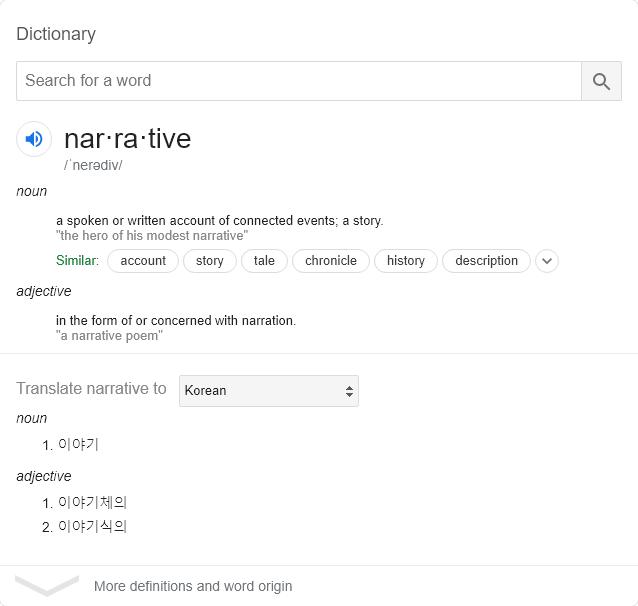 Dictionary
Search for a word
nar·ra·tive
/ˈnerədiv/
noun
a spoken or written account of connected events; a story.
"the hero of his modest narrative"
Similar: account story tale chronicle history description
adjective
in the form of or concerned with narration.
"a narrative poem"
Translate narrative to Korean
noun
1. 이야기
adjective
1. 이야기체의
2. 이야기식의
More definitions and word origin